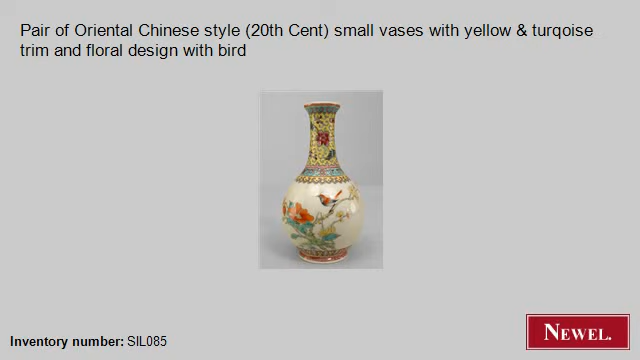 Pair of Oriental Chinese style (20th Cent) small vases with yellow & turqoise
trim and floral design with bird
NEWEL.
Inventory number: SIL085